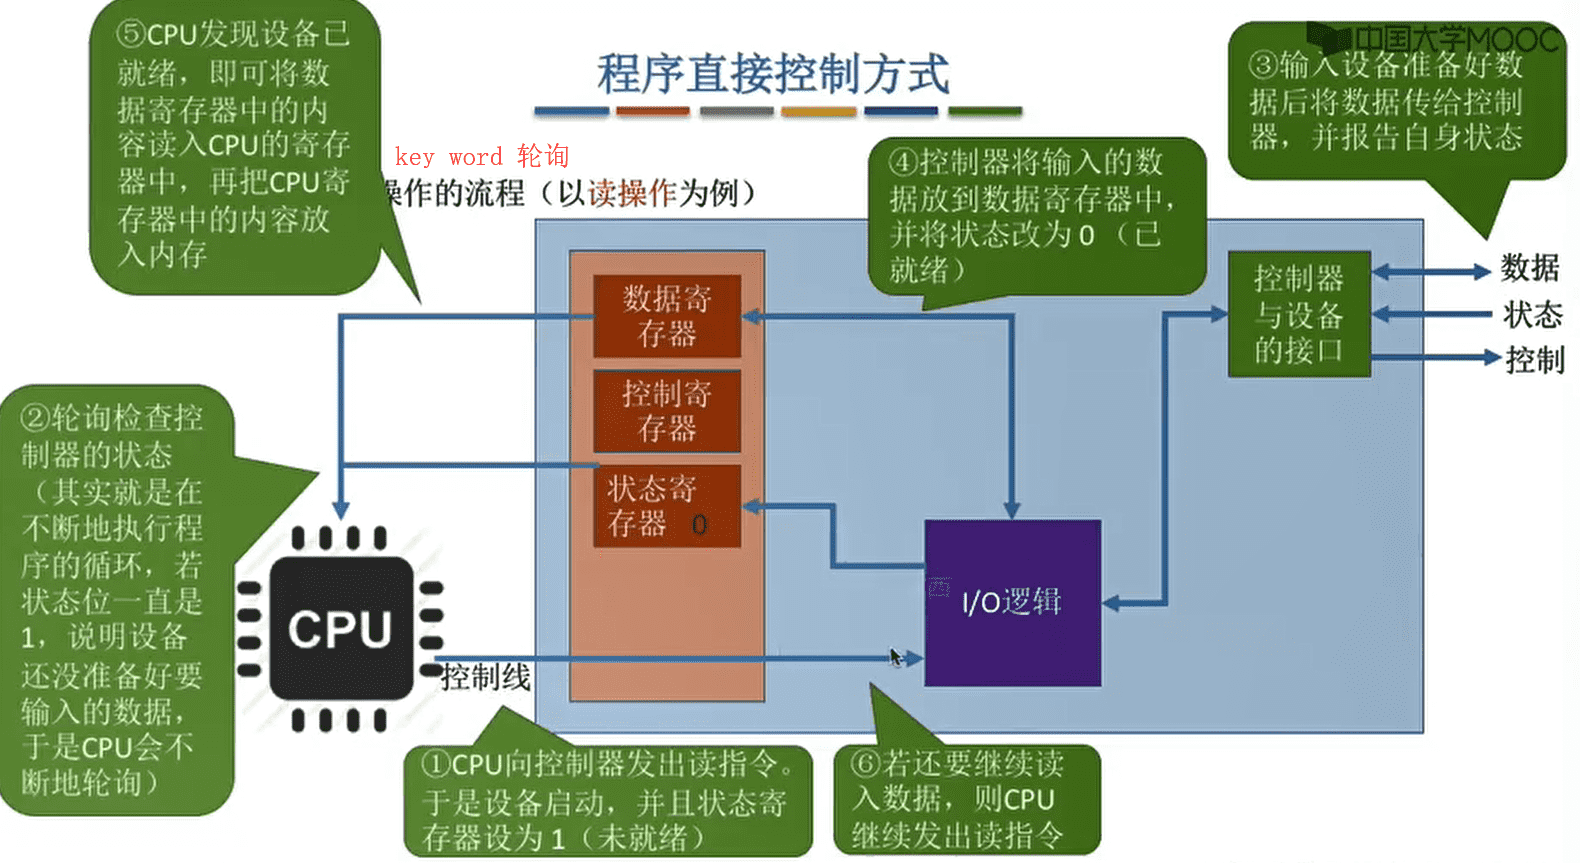 程序直接控制方式
中国大学MOOC
key word 轮询
操作的流程（以读操作为例）
⑤CPU发现设备已
就绪，即可将数
据寄存器中的内
容读入CPU的寄存
器中，再把CPU寄
存器中的内容放
入内存
④控制器将输入的数
据放到数据寄存器中，
并将状态改为 0 （已
就绪）
③输入设备准备好数
据后将数据传给控制
器，并报告自身状态
数据寄
存器
控制寄
存器
状态寄
存器 0
控制器
与设备
的接口
数据
状态
控制
②轮询检查控
制器的状态
（其实就是在
不断地执行程
序的循环，若
状态位一直是
1，说明设备
还没准备好要
输入的数据，
于是CPU会不
断地轮询）
CPU
控制线
西
I/O逻辑
①CPU向控制器发出读指令。
于是设备启动，并且状态寄
存器设为 1（未就绪）
⑥若还要继续读
入数据，则CPU
继续发出读指令